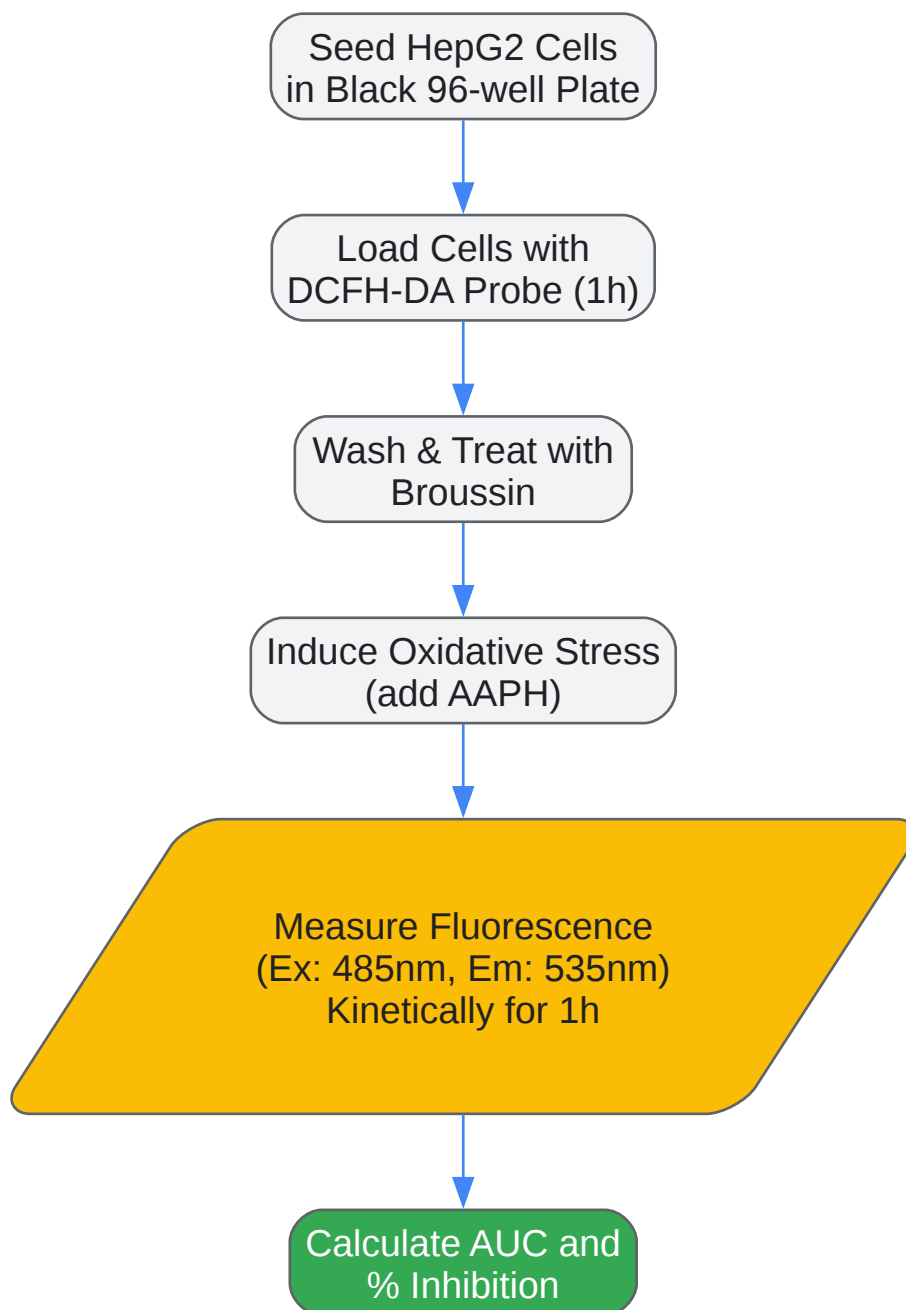 Seed HepG2 Cells
in Black 96-well Plate
Load Cells with
DCFH-DA Probe (1h)
Wash & Treat with
Broussin
Induce Oxidative Stress
(add AAPH)
Measure Fluorescence
(Ex: 485nm, Em: 535nm)
Kinetically for 1h
Calculate AUC and
% Inhibition